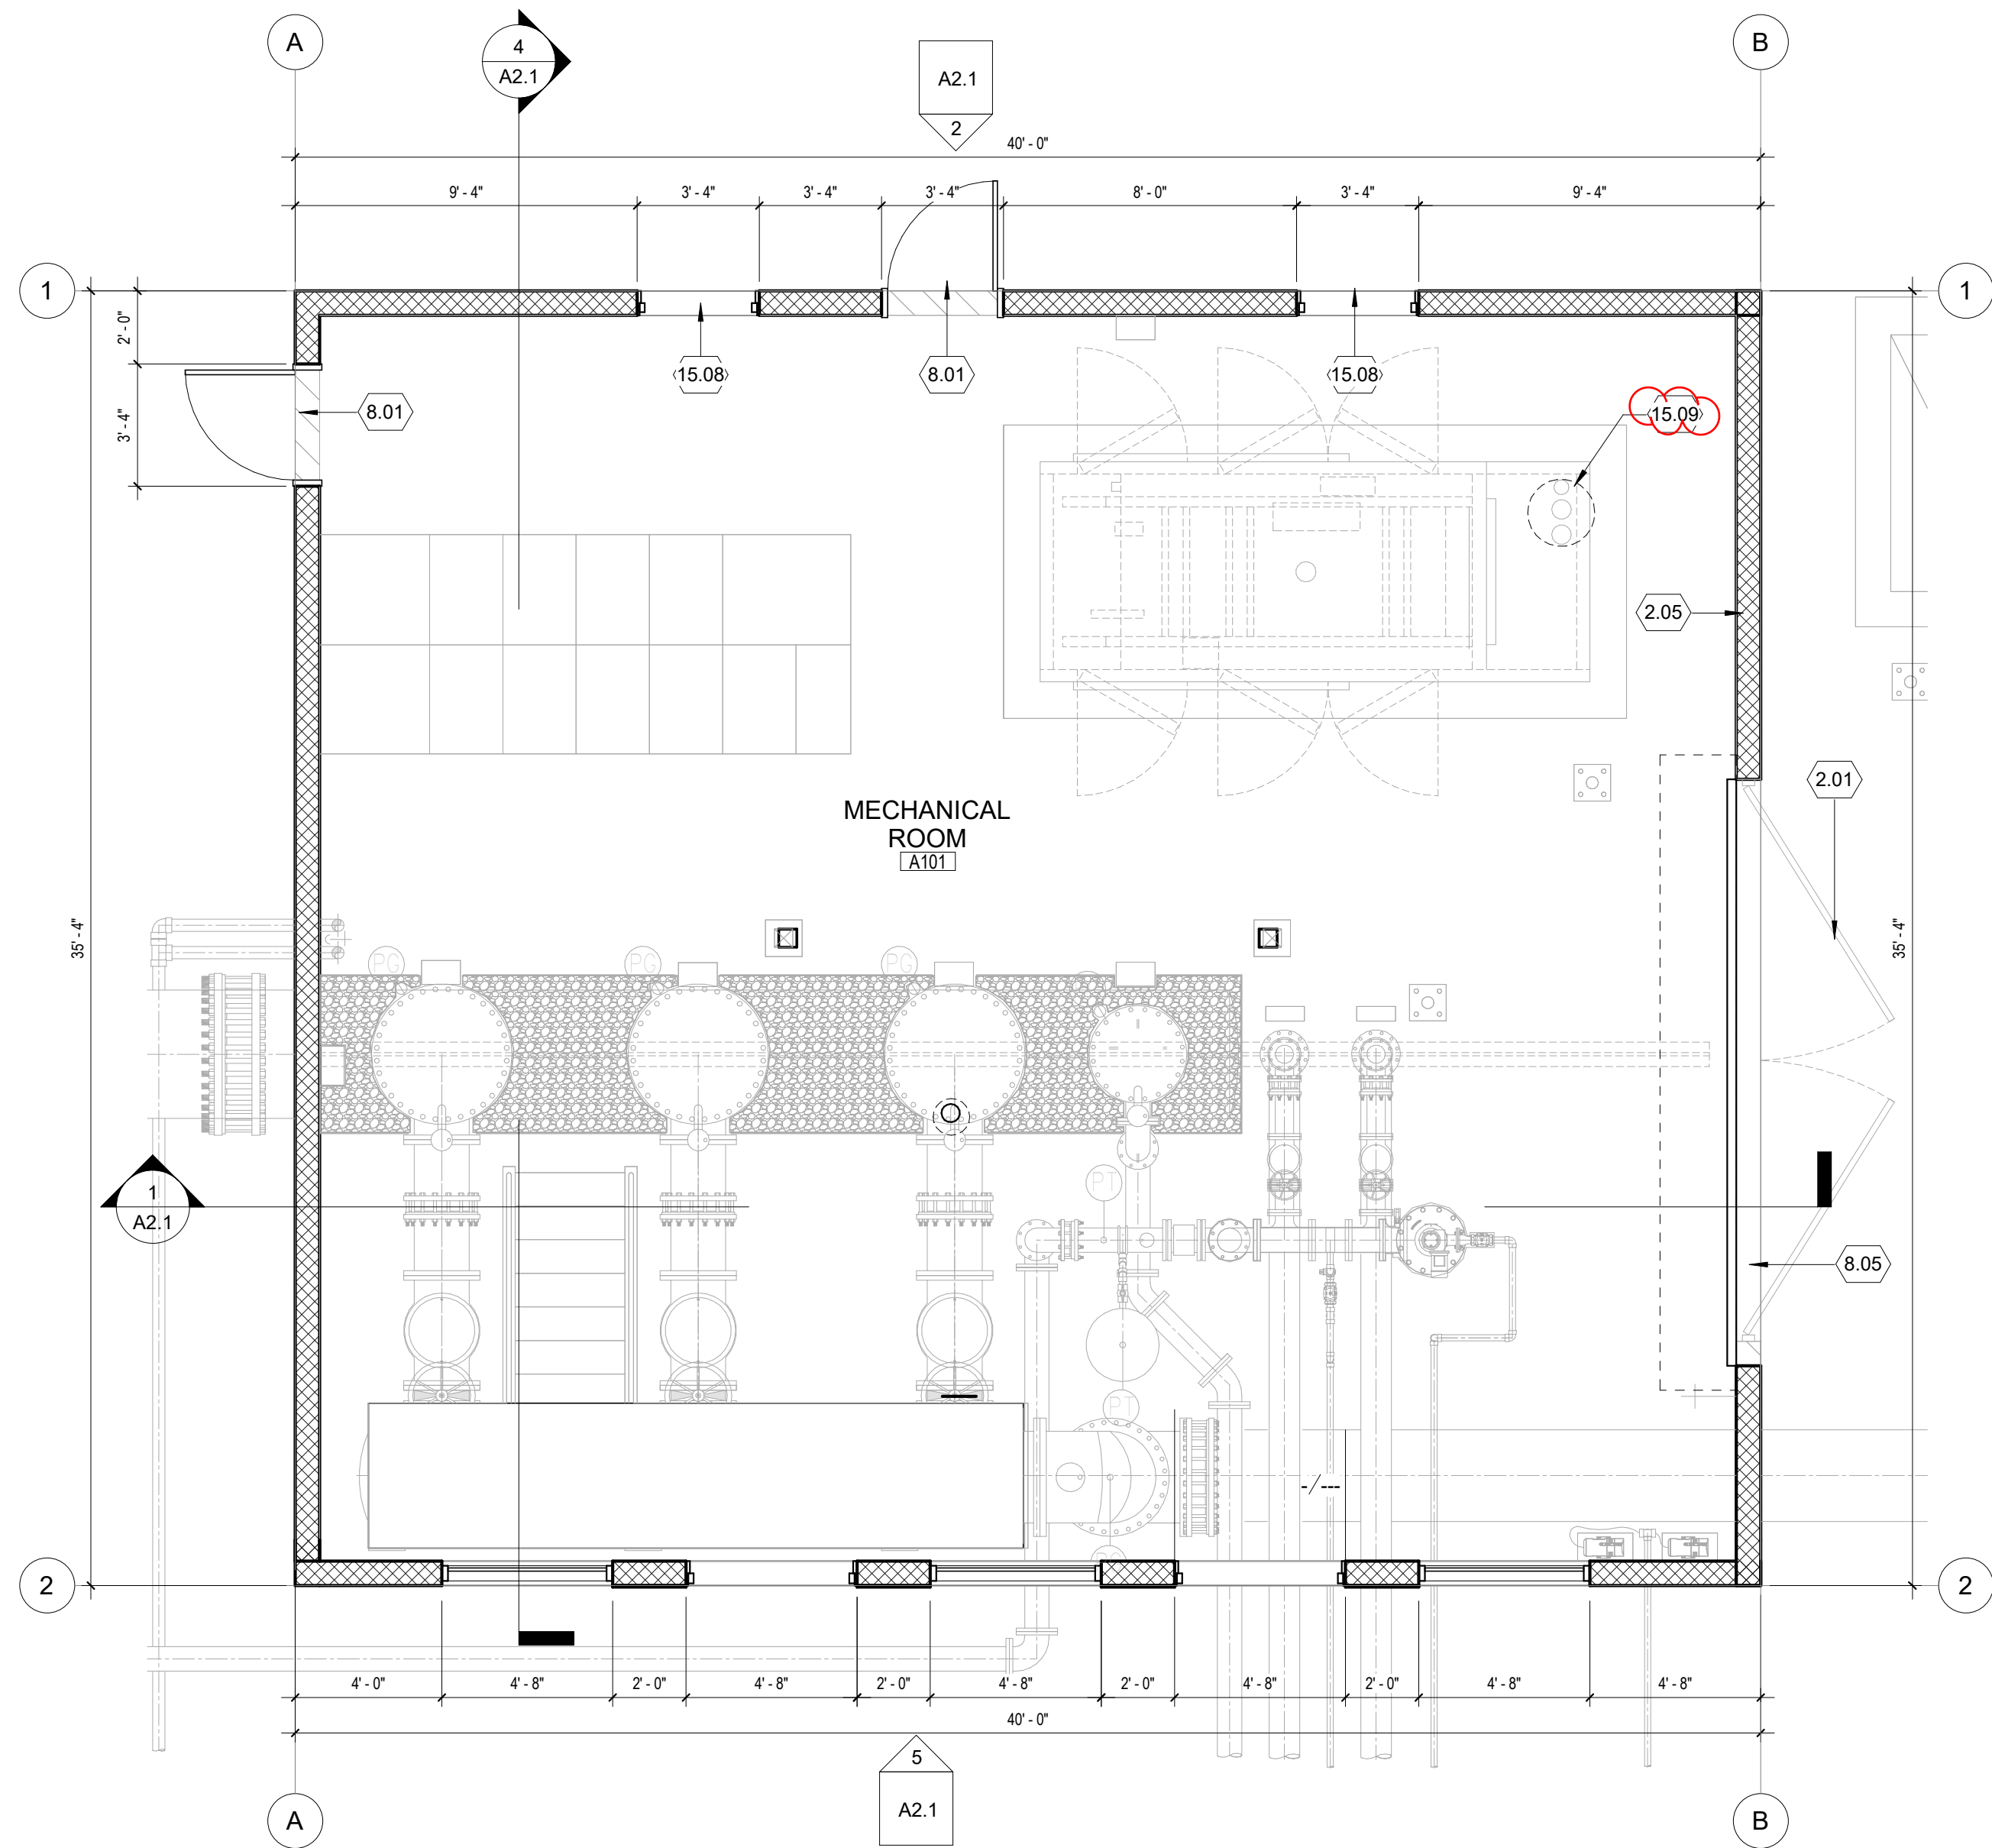 A
B
4
A2.1
A2.1
2
40' - 0"
9' - 4"
3' - 4"
3' - 4"
3' - 4"
8' - 0"
3' - 4"
9' - 4"
1
1
2' - 0"
3' - 4"
15.08
8.01
15.08
8.01
15.09
2.05
2.01
MECHANICAL
ROOM
A101
35' - 4"
35' - 4"
PG
PG
PG
1
A2.1
PT
8.05
PT
-/---
2
2
4' - 0"
4' - 8"
2' - 0"
4' - 8"
2' - 0"
4' - 8"
2' - 0"
4' - 8"
2' - 0"
4' - 8"
4' - 8"
40' - 0"
5
A2.1
A
B